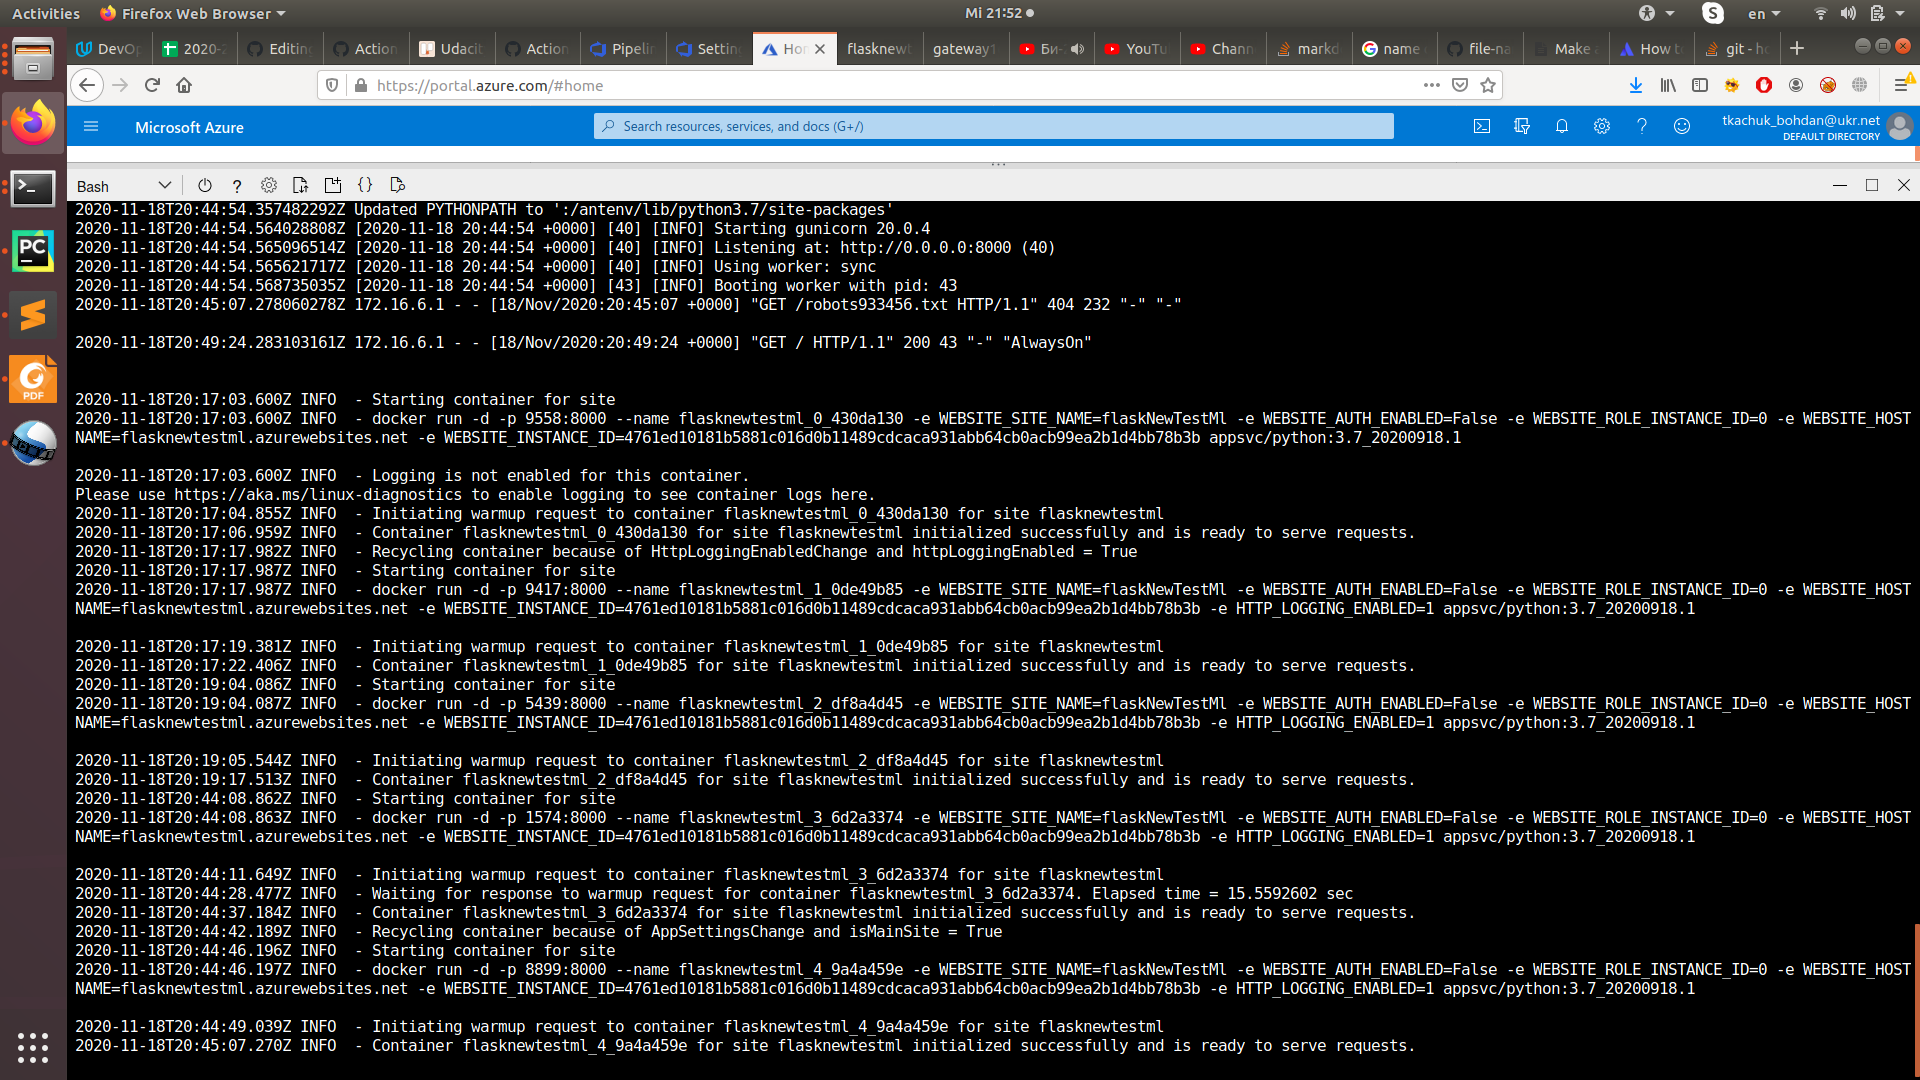 Activities Firefox Web Browser Mi 21:52 en
DevOp 2020-2 Editin Action Udacit Action Pipelin Settin Hom flasknewt gateway1 Би- YouTu Chann markd name file-na Make How t git - ho
https://portal.azure.com/#home
Microsoft Azure Search resources, services, and docs (G+/) tkachuk_bohdan@ukr.net
DEFAULT DIRECTORY
Bash
2020-11-18T20:44:54.357482292Z Updated PYTHONPATH to ':/antenv/lib/python3.7/site-packages'
2020-11-18T20:44:54.564028808Z [2020-11-18 20:44:54 +0000] [40] [INFO] Starting gunicorn 20.0.4
2020-11-18T20:44:54.565096514Z [2020-11-18 20:44:54 +0000] [40] [INFO] Listening at: http://0.0.0.0:8000 (40)
2020-11-18T20:44:54.565621717Z [2020-11-18 20:44:54 +0000] [40] [INFO] Using worker: sync
2020-11-18T20:44:54.568735035Z [2020-11-18 20:44:54 +0000] [43] [INFO] Booting worker with pid: 43
2020-11-18T20:45:07.278060278Z 172.16.6.1 - - [18/Nov/2020:20:45:07 +0000] "GET /robots933456.txt HTTP/1.1" 404 232 "-" "-"
2020-11-18T20:49:24.283103161Z 172.16.6.1 - - [18/Nov/2020:20:49:24 +0000] "GET / HTTP/1.1" 200 43 "-" "AlwaysOn"
2020-11-18T20:17:03.600Z INFO  - Starting container for site
2020-11-18T20:17:03.600Z INFO  - docker run -d -p 9558:8000 --name flasknewtestml_0_430da130 -e WEBSITE_SITE_NAME=flaskNewTestMl -e WEBSITE_AUTH_ENABLED=False -e WEBSITE_ROLE_INSTANCE_ID=0 -e WEBSITE_HOST
NAME=flasknewtestml.azurewebsites.net -e WEBSITE_INSTANCE_ID=4761ed10181b5881c016d0b11489cdcaca931abb64cb0acb99ea2b1d4bb78b3b appsvc/python:3.7_20200918.1
2020-11-18T20:17:03.600Z INFO  - Logging is not enabled for this container.
Please use https://aka.ms/linux-diagnostics to enable logging to see container logs here.
2020-11-18T20:17:04.855Z INFO  - Initiating warmup request to container flasknewtestml_0_430da130 for site flasknewtestml
2020-11-18T20:17:06.959Z INFO  - Container flasknewtestml_0_430da130 for site flasknewtestml initialized successfully and is ready to serve requests.
2020-11-18T20:17:17.982Z INFO  - Recycling container because of HttpLoggingEnabledChange and httpLoggingEnabled = True
2020-11-18T20:17:17.987Z INFO  - Starting container for site
2020-11-18T20:17:17.987Z INFO  - docker run -d -p 9417:8000 --name flasknewtestml_1_0de49b85 -e WEBSITE_SITE_NAME=flaskNewTestMl -e WEBSITE_AUTH_ENABLED=False -e WEBSITE_ROLE_INSTANCE_ID=0 -e WEBSITE_HOST
NAME=flasknewtestml.azurewebsites.net -e WEBSITE_INSTANCE_ID=4761ed10181b5881c016d0b11489cdcaca931abb64cb0acb99ea2b1d4bb78b3b -e HTTP_LOGGING_ENABLED=1 appsvc/python:3.7_20200918.1
2020-11-18T20:17:19.381Z INFO  - Initiating warmup request to container flasknewtestml_1_0de49b85 for site flasknewtestml
2020-11-18T20:17:22.406Z INFO  - Container flasknewtestml_1_0de49b85 for site flasknewtestml initialized successfully and is ready to serve requests.
2020-11-18T20:19:04.086Z INFO  - Starting container for site
2020-11-18T20:19:04.087Z INFO  - docker run -d -p 5439:8000 --name flasknewtestml_2_df8a4d45 -e WEBSITE_SITE_NAME=flaskNewTestMl -e WEBSITE_AUTH_ENABLED=False -e WEBSITE_ROLE_INSTANCE_ID=0 -e WEBSITE_HOST
NAME=flasknewtestml.azurewebsites.net -e WEBSITE_INSTANCE_ID=4761ed10181b5881c016d0b11489cdcaca931abb64cb0acb99ea2b1d4bb78b3b -e HTTP_LOGGING_ENABLED=1 appsvc/python:3.7_20200918.1
2020-11-18T20:19:05.544Z INFO  - Initiating warmup request to container flasknewtestml_2_df8a4d45 for site flasknewtestml
2020-11-18T20:19:17.513Z INFO  - Container flasknewtestml_2_df8a4d45 for site flasknewtestml initialized successfully and is ready to serve requests.
2020-11-18T20:44:08.862Z INFO  - Starting container for site
2020-11-18T20:44:08.863Z INFO  - docker run -d -p 1574:8000 --name flasknewtestml_3_6d2a3374 -e WEBSITE_SITE_NAME=flaskNewTestMl -e WEBSITE_AUTH_ENABLED=False -e WEBSITE_ROLE_INSTANCE_ID=0 -e WEBSITE_HOST
NAME=flasknewtestml.azurewebsites.net -e WEBSITE_INSTANCE_ID=4761ed10181b5881c016d0b11489cdcaca931abb64cb0acb99ea2b1d4bb78b3b -e HTTP_LOGGING_ENABLED=1 appsvc/python:3.7_20200918.1
2020-11-18T20:44:11.649Z INFO  - Initiating warmup request to container flasknewtestml_3_6d2a3374 for site flasknewtestml
2020-11-18T20:44:28.477Z INFO  - Waiting for response to warmup request for container flasknewtestml_3_6d2a3374. Elapsed time = 15.5592602 sec
2020-11-18T20:44:37.184Z INFO  - Container flasknewtestml_3_6d2a3374 for site flasknewtestml initialized successfully and is ready to serve requests.
2020-11-18T20:44:42.189Z INFO  - Recycling container because of AppSettingsChange and isMainSite = True
2020-11-18T20:44:46.196Z INFO  - Starting container for site
2020-11-18T20:44:46.197Z INFO  - docker run -d -p 8899:8000 --name flasknewtestml_4_9a4a459e -e WEBSITE_SITE_NAME=flaskNewTestMl -e WEBSITE_AUTH_ENABLED=False -e WEBSITE_ROLE_INSTANCE_ID=0 -e WEBSITE_HOST
NAME=flasknewtestml.azurewebsites.net -e WEBSITE_INSTANCE_ID=4761ed10181b5881c016d0b11489cdcaca931abb64cb0acb99ea2b1d4bb78b3b -e HTTP_LOGGING_ENABLED=1 appsvc/python:3.7_20200918.1
2020-11-18T20:44:49.039Z INFO  - Initiating warmup request to container flasknewtestml_4_9a4a459e for site flasknewtestml
2020-11-18T20:45:07.270Z INFO  - Container flasknewtestml_4_9a4a459e for site flasknewtestml initialized successfully and is ready to serve requests.